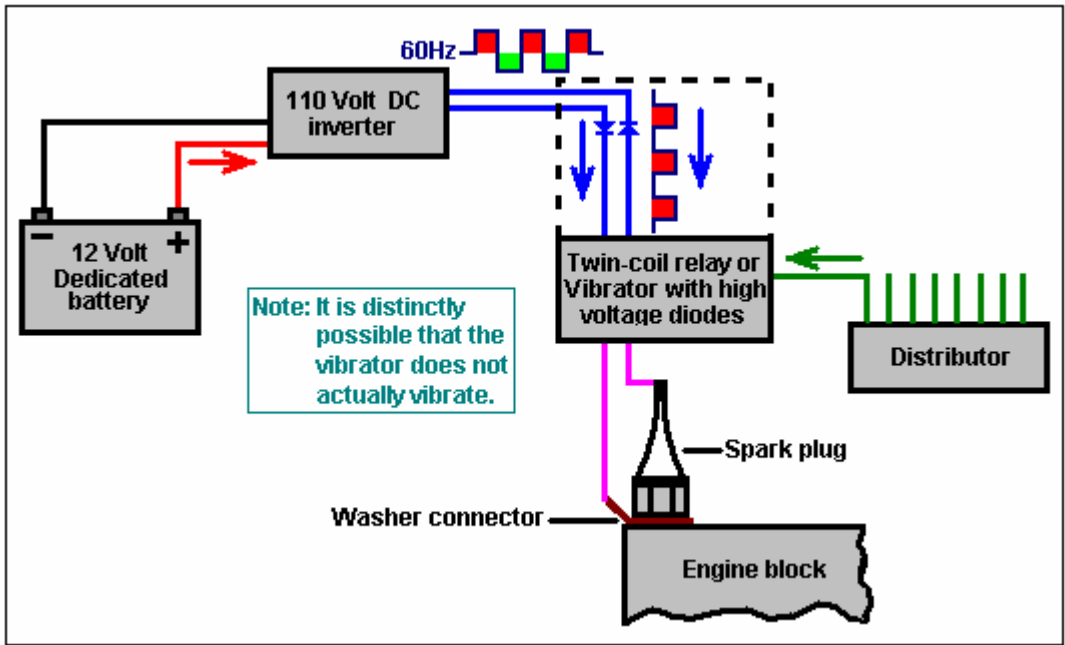 60Hz
110 Volt DC
inverter
12 Volt
Dedicated
battery
Twin-coil relay or
Vibrator with high
voltage diodes
Note: It is distinctly
possible that the
vibrator does not
actually vibrate.
Distributor
Spark plug
Washer connector
Engine block